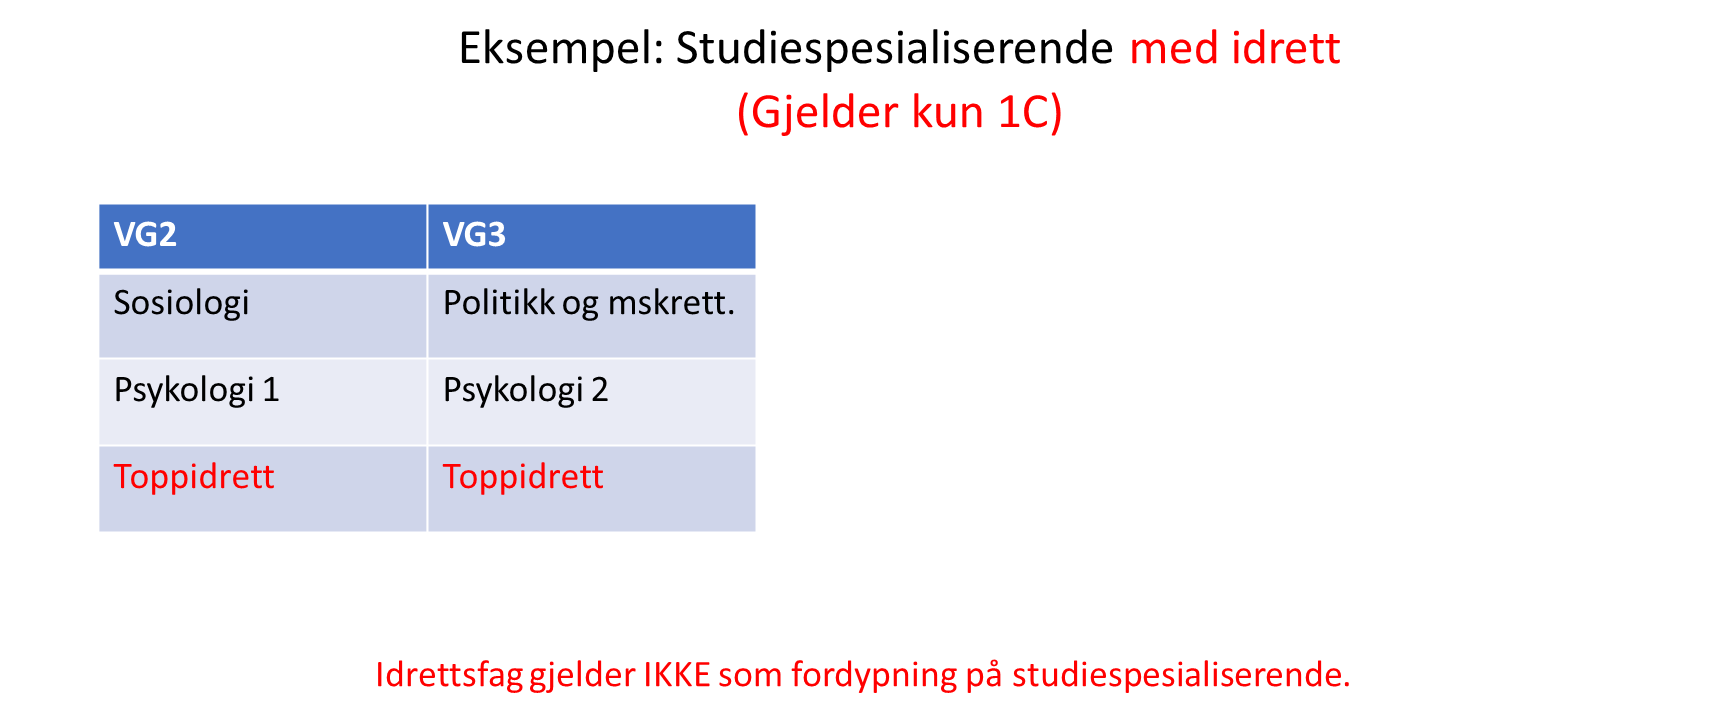 Eksempel: Studiespesialiserende med idrett
(Gjelder kun 1C)
VG2 VG3
Sosiologi Politikk og mskrett.
Psykologi 1 Psykologi 2
Toppidrett Toppidrett
Idrettsfag gjelder IKKE som fordypning på studiespesialiserende.